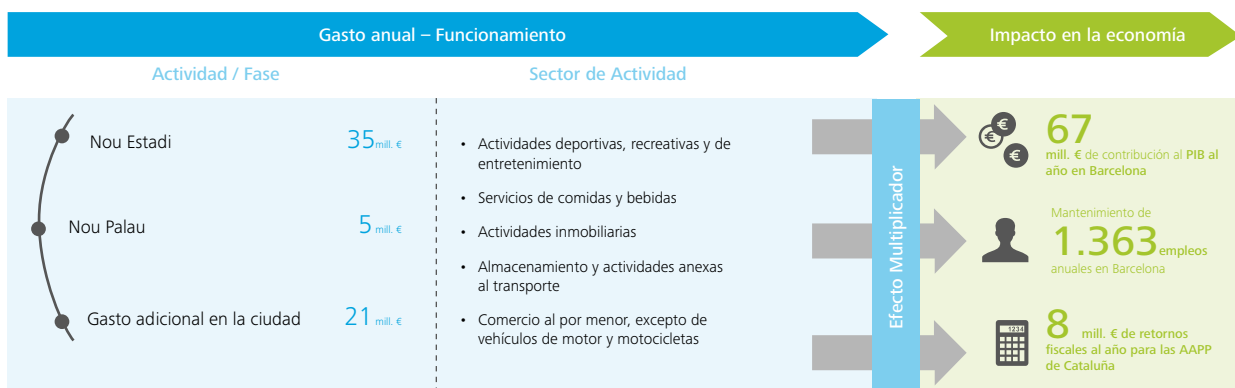 Gasto anual – Funcionamiento
Impacto en la economía
Actividad / Fase
Sector de Actividad
Nou Estadi
35 mill. €
Nou Palau
5 mill. €
Gasto adicional en la ciudad
21 mill. €
• Actividades deportivas, recreativas y de
entretenimiento
• Servicios de comidas y bebidas
• Actividades inmobiliarias
• Almacenamiento y actividades anexas
al transporte
• Comercio al por menor, excepto de
vehículos de motor y motocicletas
Efecto Multiplicador
€
€
€
67
mill. € de contribución al PIB al
año en Barcelona
Mantenimiento de
1.363 empleos
anuales en Barcelona
1234
8 mill. € de retornos
fiscales al año para las AAPP
de Cataluña